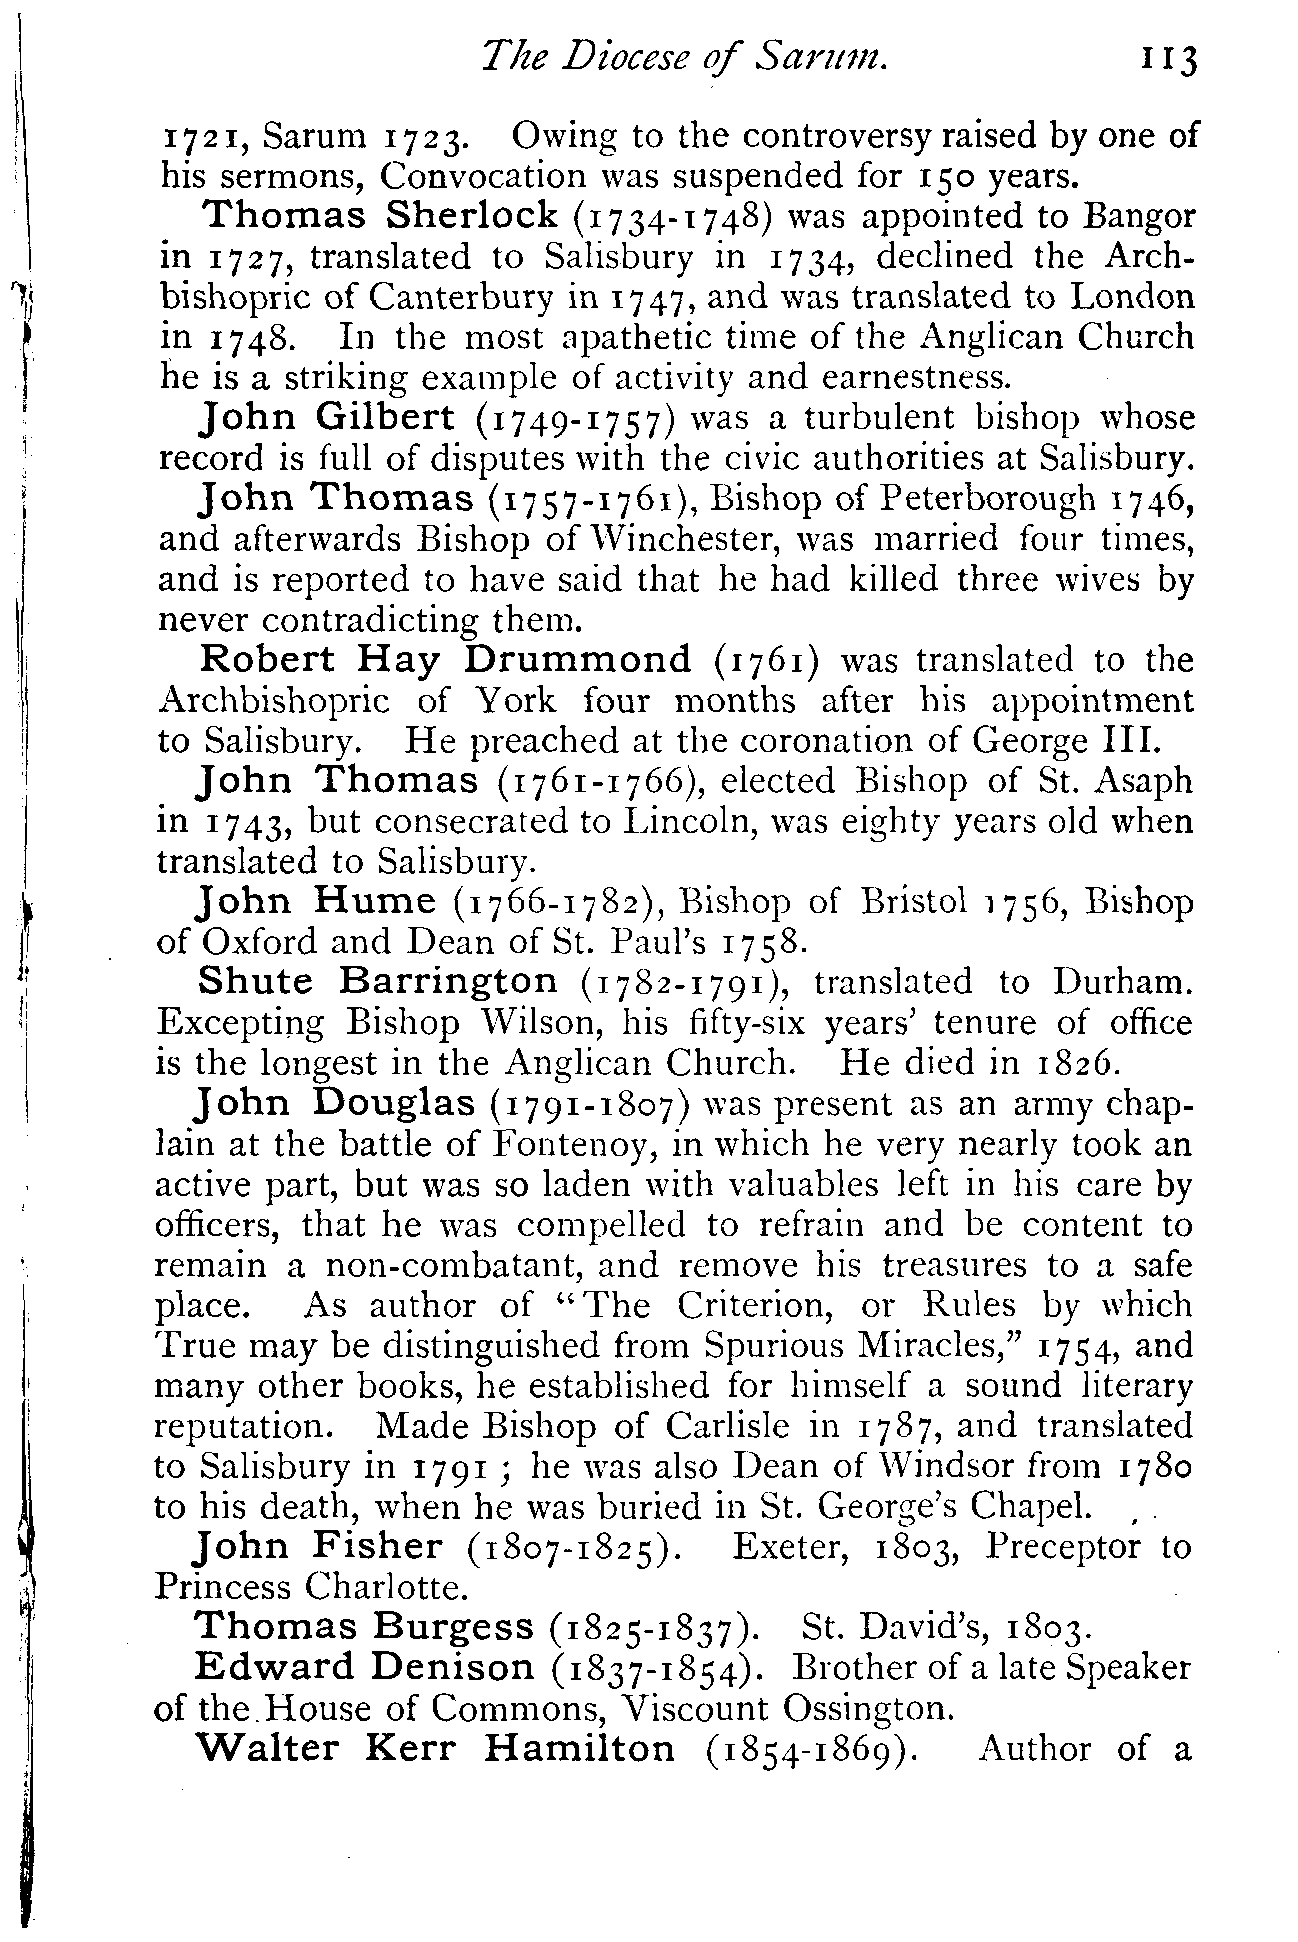 The Diocese of Sarum. 113
1721, Sarum 1723. Owing to the controversy raised by one of
his sermons, Convocation was suspended for 150 years.
Thomas Sherlock (1734-1748) was appointed to Bangor
in 1727, translated to Salisbury in 1734, declined the Arch-
bishopric of Canterbury in 1747, and was translated to London
in 1748. In the most apathetic time of the Anglican Church
he is a striking example of activity and earnestness.
John Gilbert (1749-1757) was a turbulent bishop whose
record is full of disputes with the civic authorities at Salisbury.
John Thomas (1757-1761), Bishop of Peterborough 1746,
and afterwards Bishop of Winchester, was married four times,
and is reported to have said that he had killed three wives by
never contradicting them.
Robert Hay Drummond (1761) was translated to the
Archbishopric of York four months after his appointment
to Salisbury. He preached at the coronation of George III.
John Thomas (1761-1766), elected Bishop of St. Asaph
in 1743, but consecrated to Lincoln, was eighty years old when
translated to Salisbury.
John Hume (1766-1782), Bishop of Bristol 1756, Bishop
of Oxford and Dean of St. Paul's 1758.
Shute Barrington (1782-1791), translated to Durham.
Excepting Bishop Wilson, his fifty-six years' tenure of office
is the longest in the Anglican Church. He died in 1826.
John Douglas (1791-1807) was present as an army chap-
lain at the battle of Fontenoy, in which he very nearly took an
active part, but was so laden with valuables left in his care by
officers, that he was compelled to refrain and be content to
remain a non-combatant, and remove his treasures to a safe
place. As author of "The Criterion, or Rules by which
True may be distinguished from Spurious Miracles," 1754, and
many other books, he established for himself a sound literary
reputation. Made Bishop of Carlisle in 1787, and translated
to Salisbury in 1791; he was also Dean of Windsor from 1780
to his death, when he was buried in St. George's Chapel.
John Fisher (1807-1825). Exeter, 1803, Preceptor to
Princess Charlotte.
Thomas Burgess (1825-1837). St. David's, 1803.
Edward Denison (1837-1854). Brother of a late Speaker
of the House of Commons, Viscount Ossington.
Walter Kerr Hamilton (1854-1869). Author of a